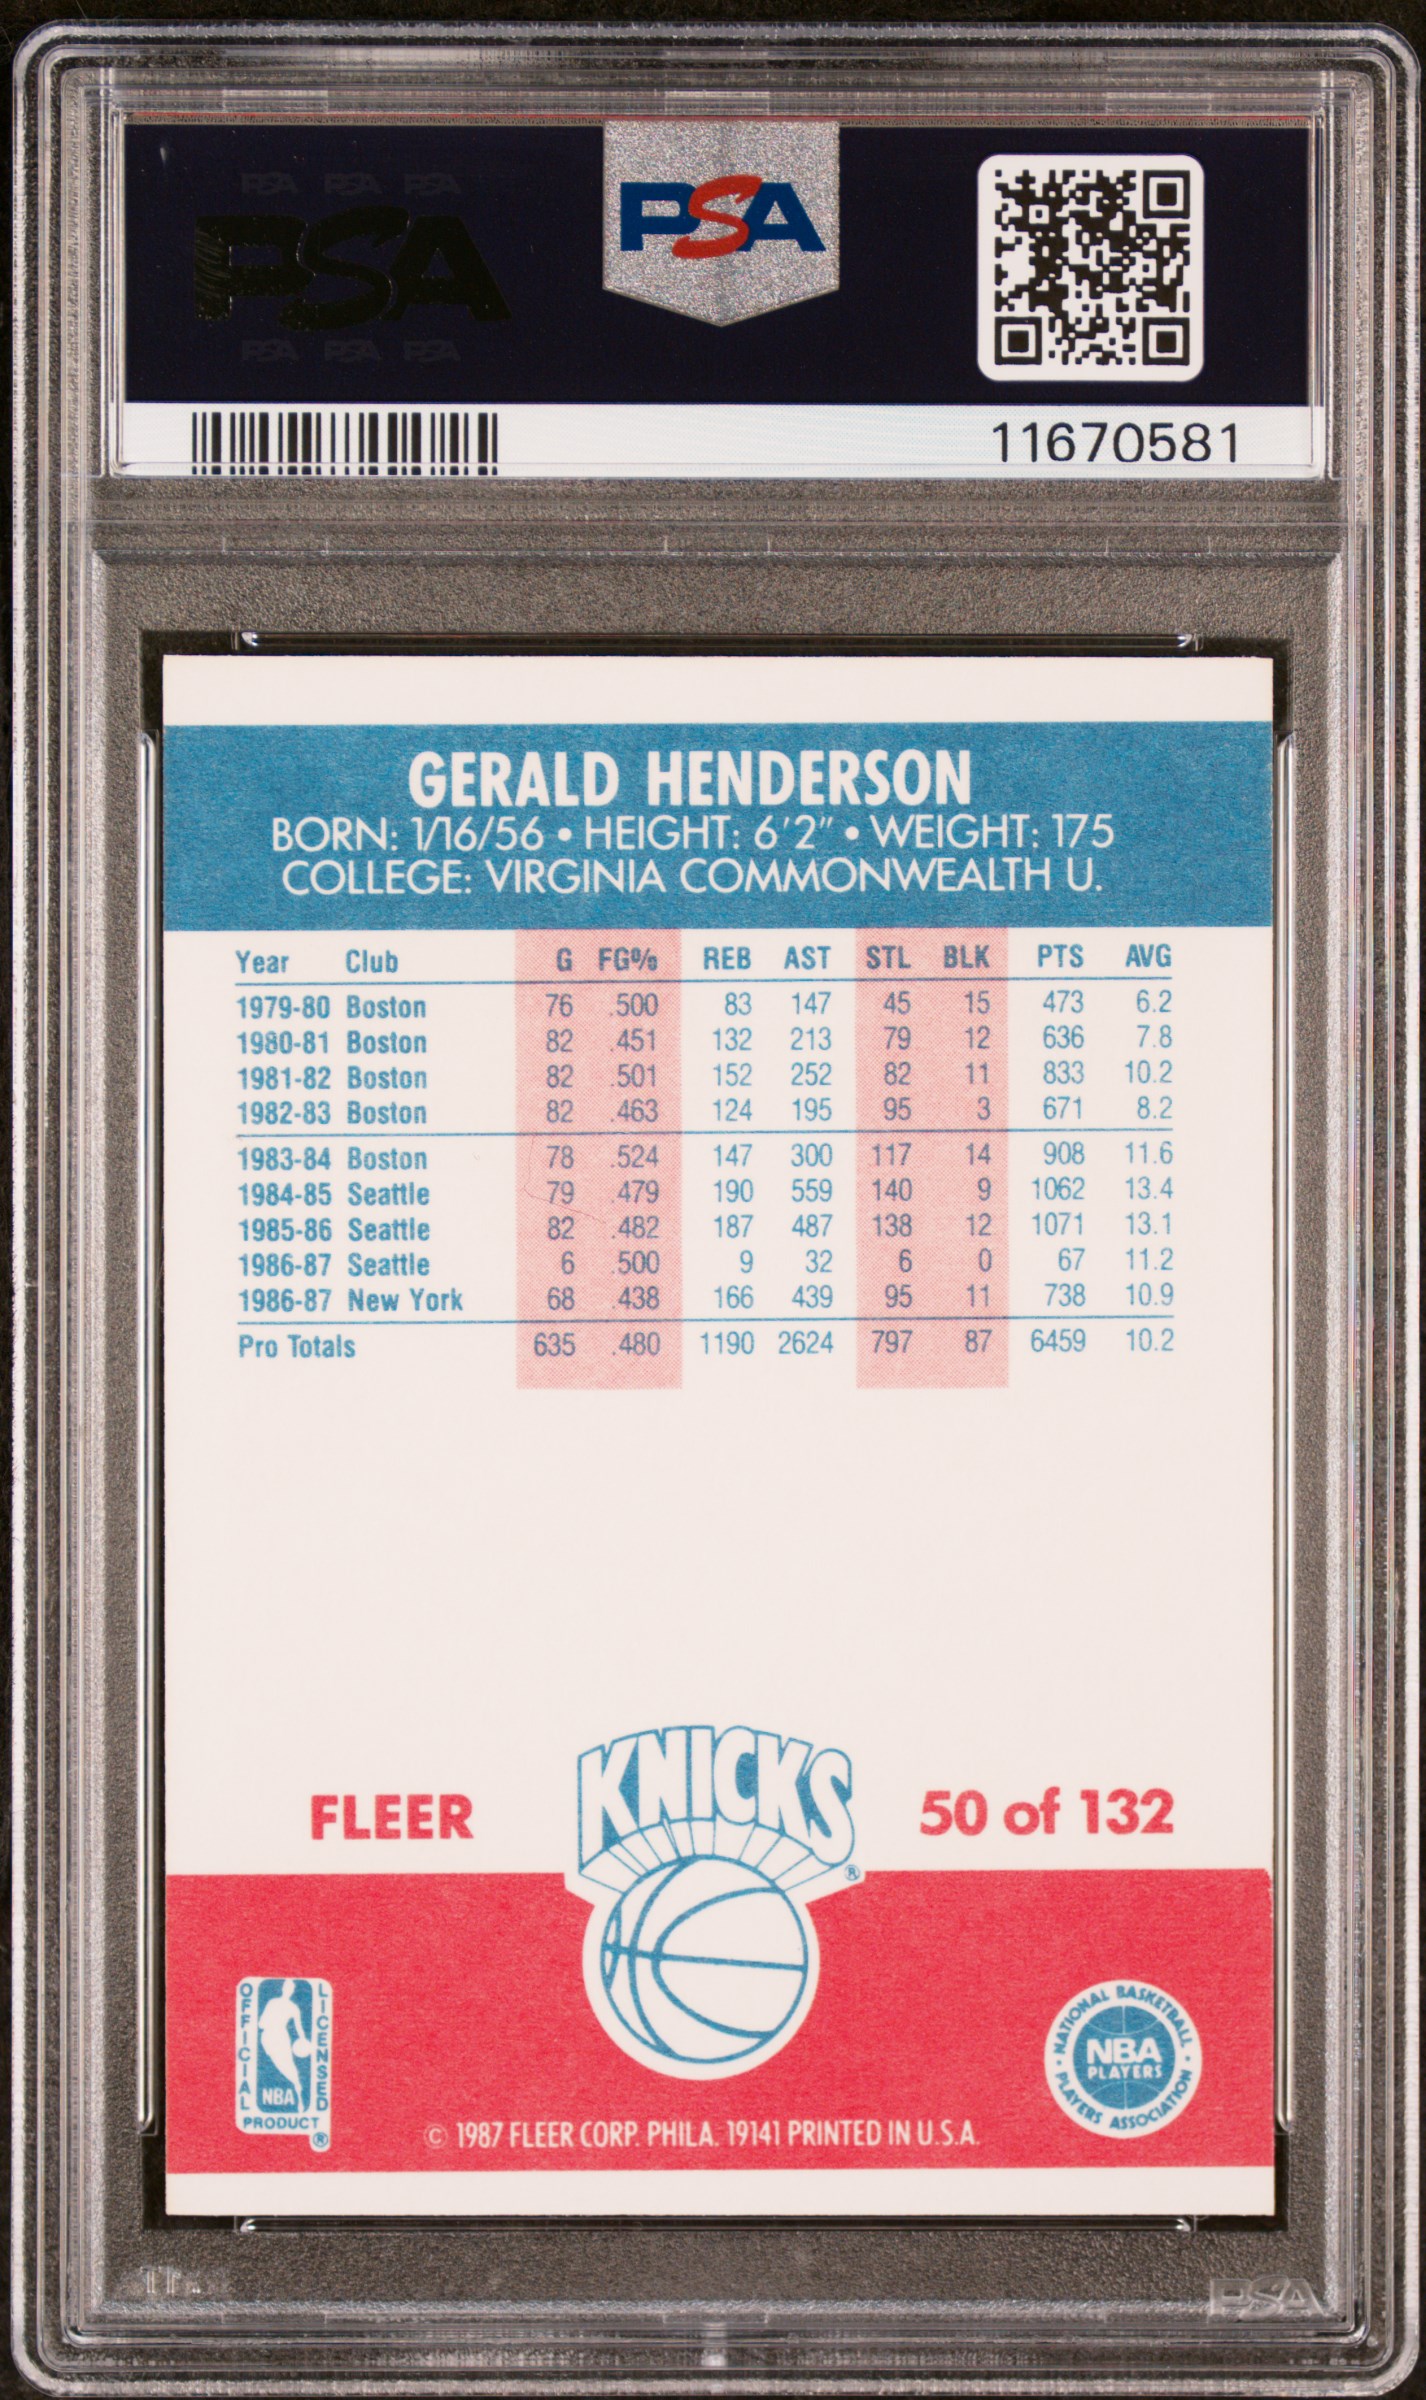 PSA PSA PSA
PSA
PSA PSA PSA
PSA
11670581
GERALD HENDERSON
BORN: 1/16/56 • HEIGHT: 6'2" • WEIGHT: 175
COLLEGE: VIRGINIA COMMONWEALTH U.
Year Club G FG% REB AST STL BLK PTS AVG
1979-80 Boston 76 .500 83 147 45 15 473 6.2
1980-81 Boston 82 .451 132 213 79 12 636 7.8
1981-82 Boston 82 .501 152 252 82 11 833 10.2
1982-83 Boston 82 .463 124 195 95 3 671 8.2
1983-84 Boston 78 .524 147 300 117 14 908 11.6
1984-85 Seattle 79 .479 190 559 140 9 1062 13.4
1985-86 Seattle 82 .482 187 487 138 12 1071 13.1
1986-87 Seattle 6 .500 9 32 6 0 67 11.2
1986-87 New York 68 .438 166 439 95 11 738 10.9
Pro Totals 635 .480 1190 2624 797 87 6459 10.2
KNICKS
®
FLEER
50 of 132
OFFICIAL
LICENSED
NBA
PRODUCT
®
NATIONAL BASKETBALL
NBA
PLAYERS
PLAYERS ASSOCIATION
© 1987 FLEER CORP. PHILA. 19141 PRINTED IN U.S.A.
PSA